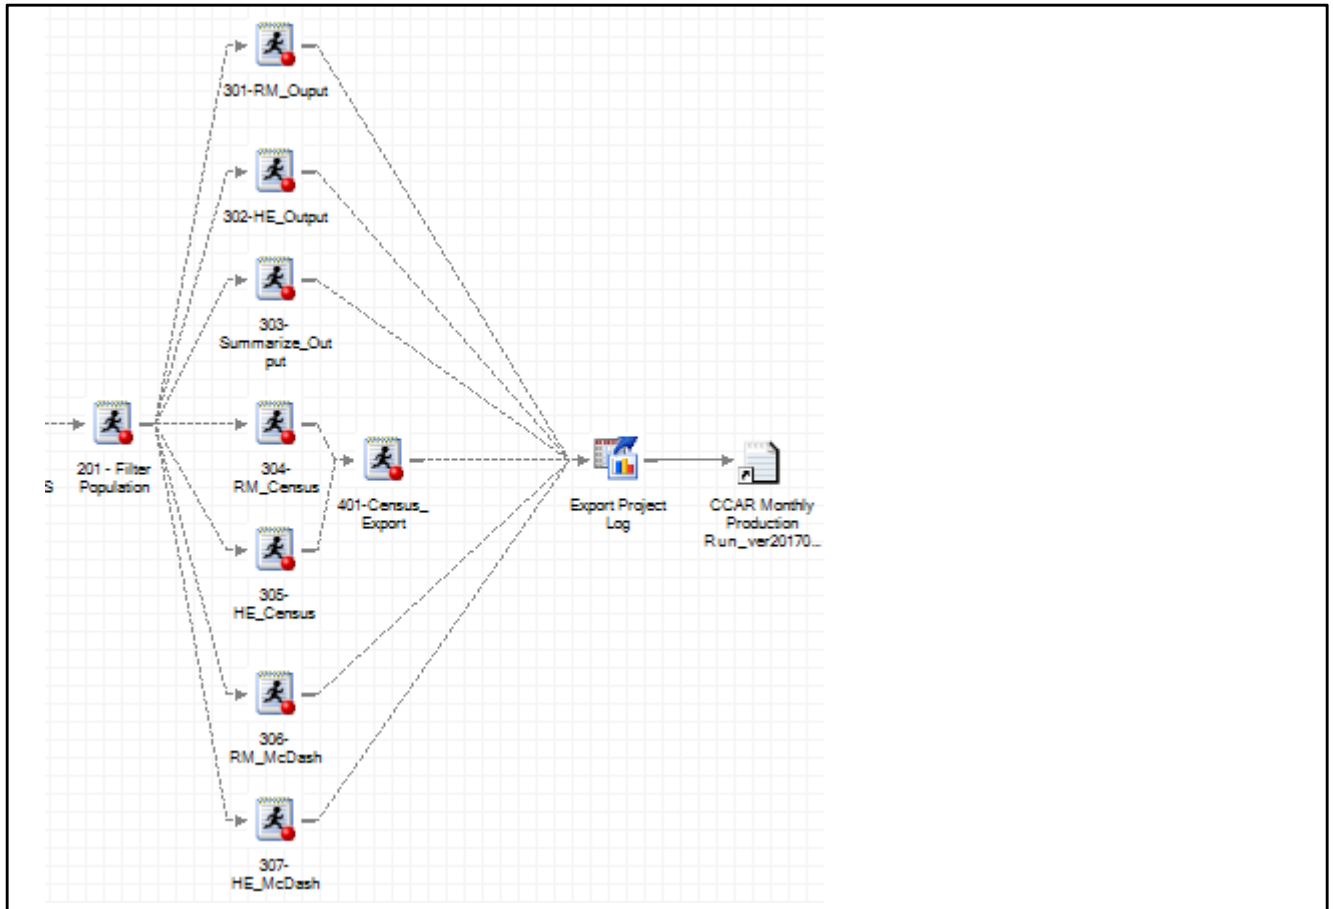 301-RM_Ouput
302-HE_Output
303-
Summarize_Out
put
S
201 - Filter
Population
304-
RM_Census
401-Census_
Export
Export Project
Log
CCAR Monthly
Production
Run_ver20170...
305-
HE_Census
306-
RM_McDash
307-
HE_McDash